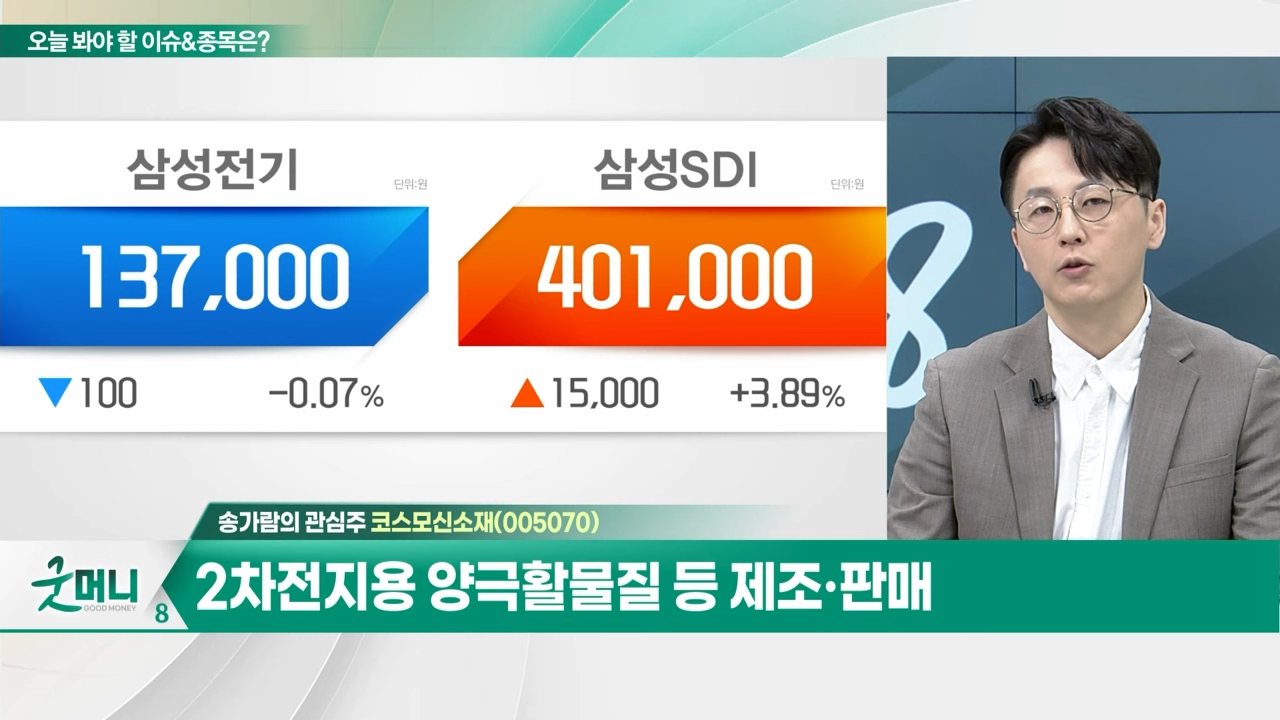 오늘 봐야 할 이슈&종목은?
삼성전기
단위:원
137,000
▼100
-0.07%
삼성SDI
단위:원
401,000
▲15,000
+3.89%
8
송가람의 관심주 코스모신소재(005070)
굿머니
GOOD MONEY
8
2차전지용 양극활물질 등 제조·판매